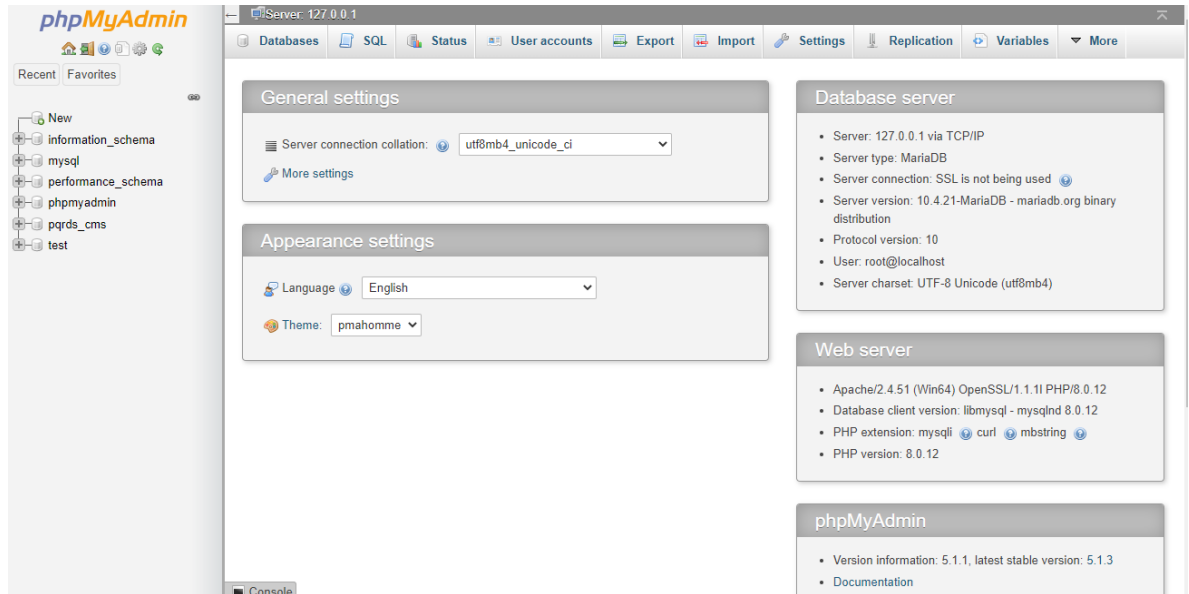 phpMyAdmin
Recent Favorites
New
information_schema
mysql
performance_schema
phpmyadmin
pqrds_cms
test
Server: 127.0.0.1
Databases SQL Status User accounts Export Import Settings Replication Variables More
General settings
Server connection collation: utf8mb4_unicode_ci
More settings
Appearance settings
Language English
Theme: pmahomme
Database server
Server: 127.0.0.1 via TCP/IP
Server type: MariaDB
Server connection: SSL is not being used
Server version: 10.4.21-MariaDB - mariadb.org binary
distribution
Protocol version: 10
User: root@localhost
Server charset: UTF-8 Unicode (utf8mb4)
Web server
Apache/2.4.51 (Win64) OpenSSL/1.1.1l PHP/8.0.12
Database client version: libmysql - mysqlnd 8.0.12
PHP extension: mysqli curl mbstring
PHP version: 8.0.12
phpMyAdmin
Version information: 5.1.1, latest stable version: 5.1.3
Documentation
Console